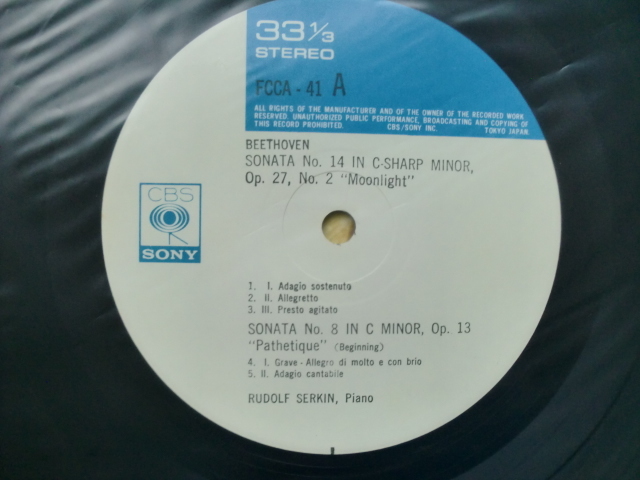 33 1/3
STEREO
FCCA - 41 A
ALL RIGHTS OF THE MANUFACTURER AND OF THE OWNER OF THE RECORDED WORK
RESERVED. UNAUTHORIZED PUBLIC PERFORMANCE, BROADCASTING AND COPYING OF
THIS RECORD PROHIBITED. CBS/SONY INC. TOKYO JAPAN
BEETHOVEN
SONATA No. 14 IN C-SHARP MINOR,
Op. 27, No. 2 "Moonlight"
CBS
SONY
1. I. Adagio sostenuto
2. II. Allegretto
3. III. Presto agitato
SONATA No. 8 IN C MINOR, Op. 13
"Pathetique" (Beginning)
4. I. Grave - Allegro di molto e con brio
5. II. Adagio cantabile
RUDOLF SERKIN, Piano